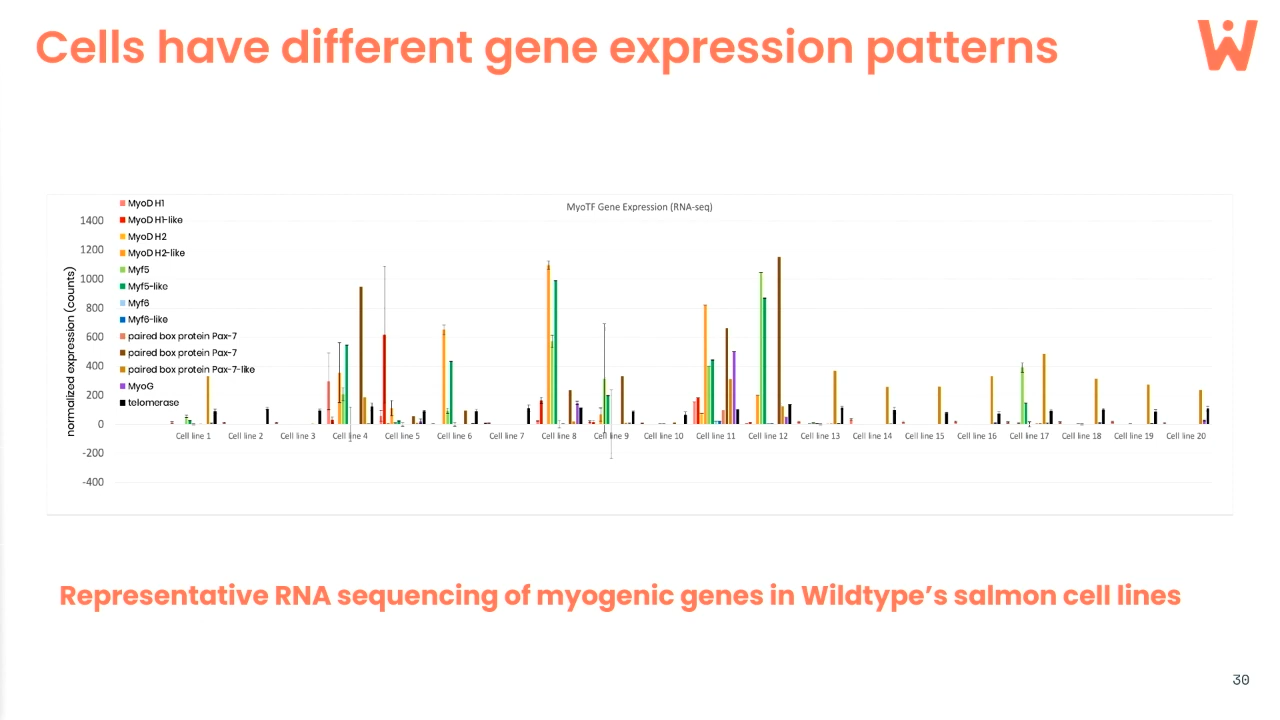 Cells have different gene expression patterns
MyoTF Gene Expression (RNA-seq)
normalized expression (counts)
1400
1200
1000
800
600
400
200
0
-200
-400
MyoD H1
MyoD H1-like
MyoD H2
MyoD H2-like
Myf5
Myf5-like
Myf6
Myf6-like
paired box protein Pax-7
paired box protein Pax-7
paired box protein Pax-7-like
MyoG
telomerase
Cell line 1
Cell line 2
Cell line 3
Cell line 4
Cell line 5
Cell line 6
Cell line 7
Cell line 8
Cell line 9
Cell line 10
Cell line 11
Cell line 12
Cell line 13
Cell line 14
Cell line 15
Cell line 16
Cell line 17
Cell line 18
Cell line 19
Cell line 20
Representative RNA sequencing of myogenic genes in Wildtype's salmon cell lines
30